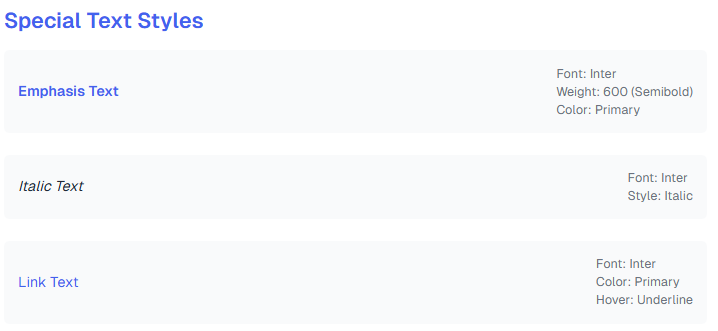 Special Text Styles
Emphasis Text
Font: Inter
Weight: 600 (Semibold)
Color: Primary
Italic Text
Font: Inter
Style: Italic
Link Text
Font: Inter
Color: Primary
Hover: Underline